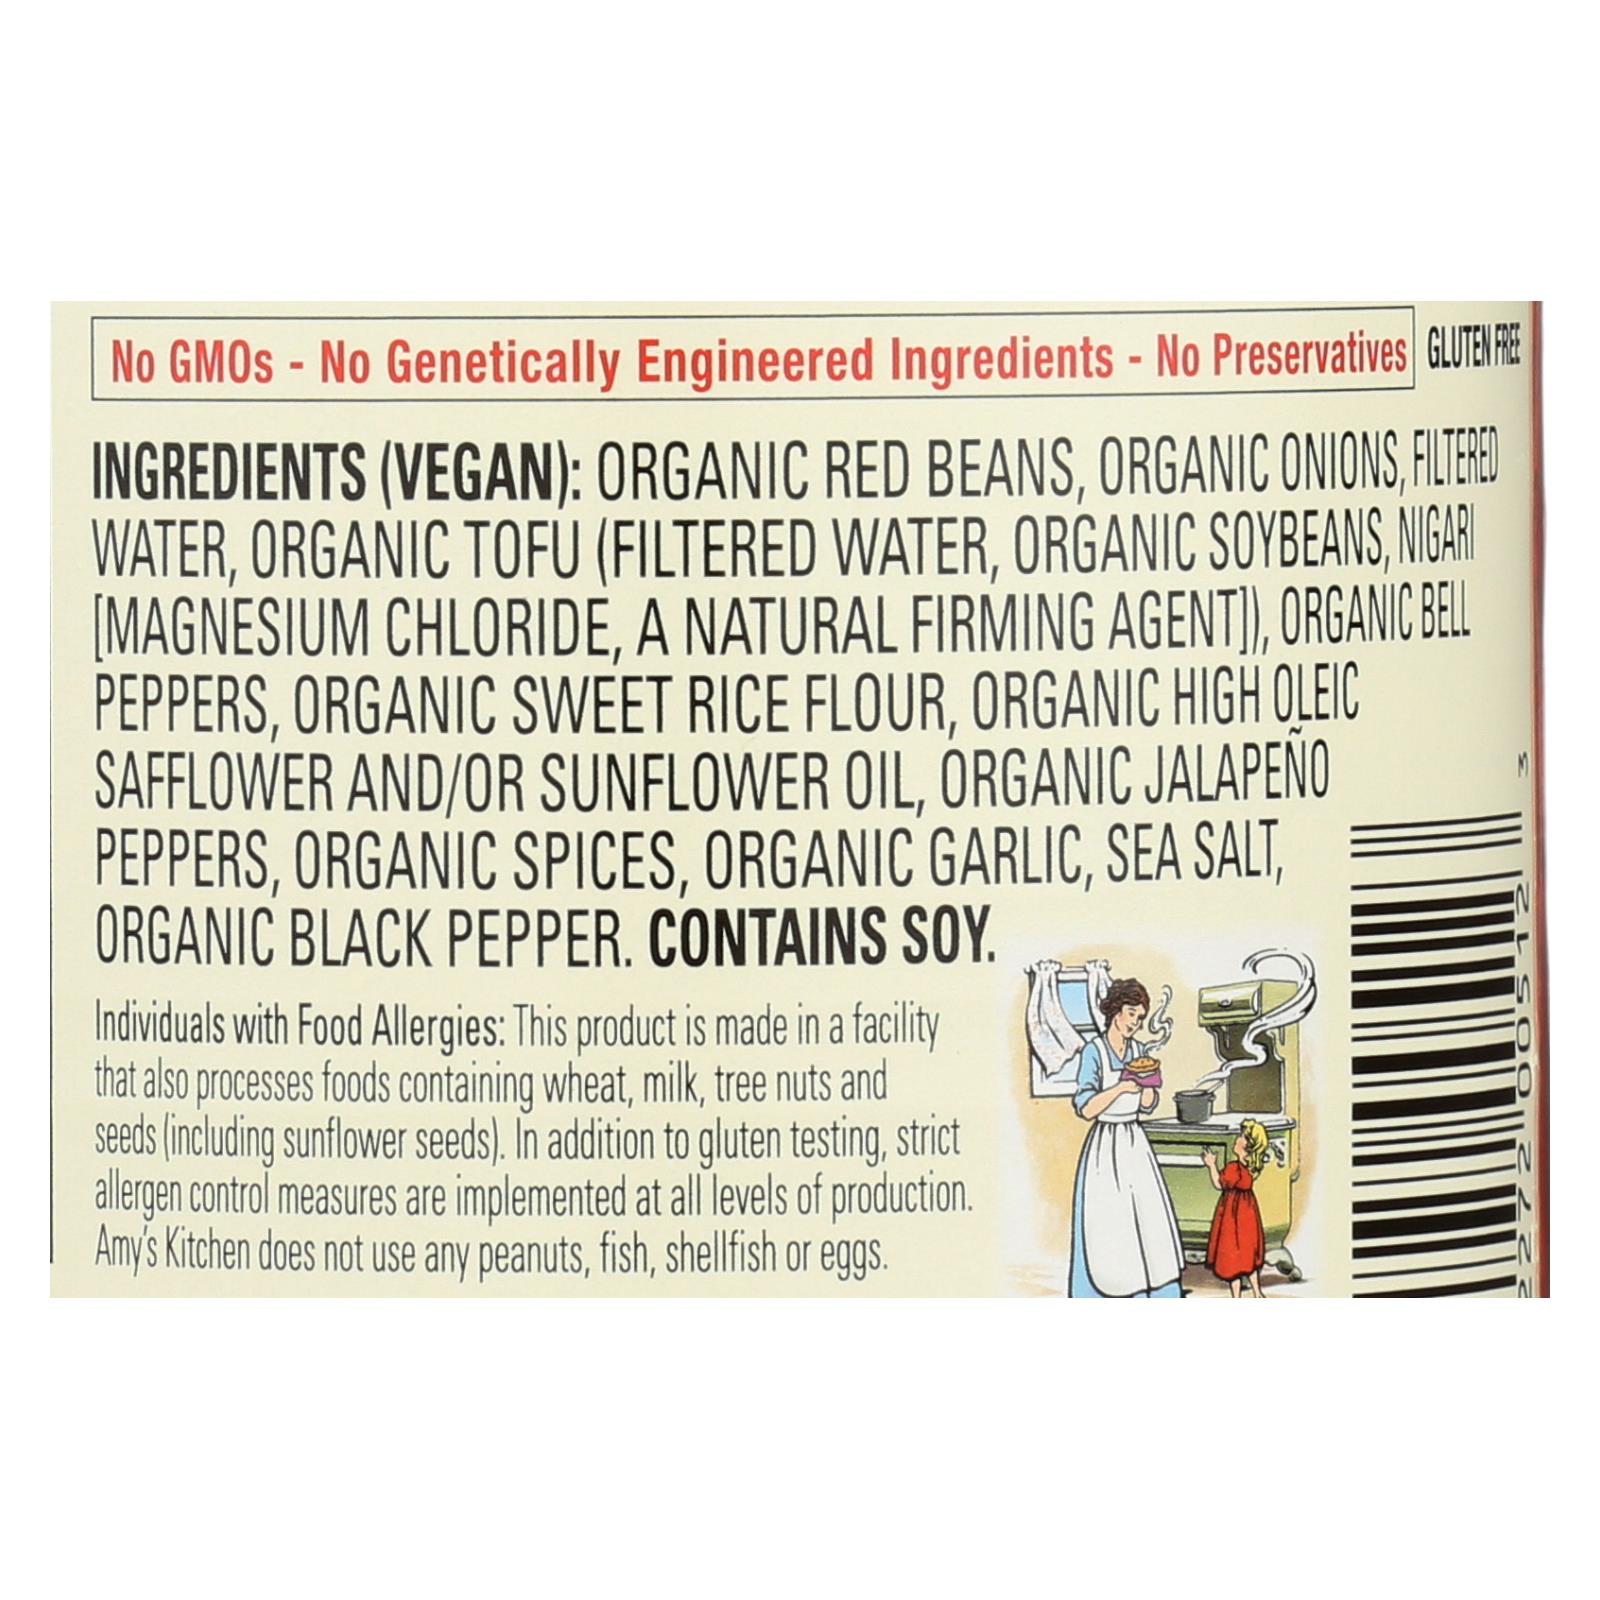 No GMOs - No Genetically Engineered Ingredients - No Preservatives
GLUTEN FREE
INGREDIENTS (VEGAN): ORGANIC RED BEANS, ORGANIC ONIONS, FILTERED
WATER, ORGANIC TOFU (FILTERED WATER, ORGANIC SOYBEANS, NIGARI
[MAGNESIUM CHLORIDE, A NATURAL FIRMING AGENT]), ORGANIC BELL
PEPPERS, ORGANIC SWEET RICE FLOUR, ORGANIC HIGH OLEIC
SAFFLOWER AND/OR SUNFLOWER OIL, ORGANIC JALAPEÑO
PEPPERS, ORGANIC SPICES, ORGANIC GARLIC, SEA SALT,
ORGANIC BLACK PEPPER. CONTAINS SOY.
Individuals with Food Allergies: This product is made in a facility
that also processes foods containing wheat, milk, tree nuts and
seeds (including sunflower seeds). In addition to gluten testing, strict
allergen control measures are implemented at all levels of production.
Amy's Kitchen does not use any peanuts, fish, shellfish or eggs.
2272 00512 3